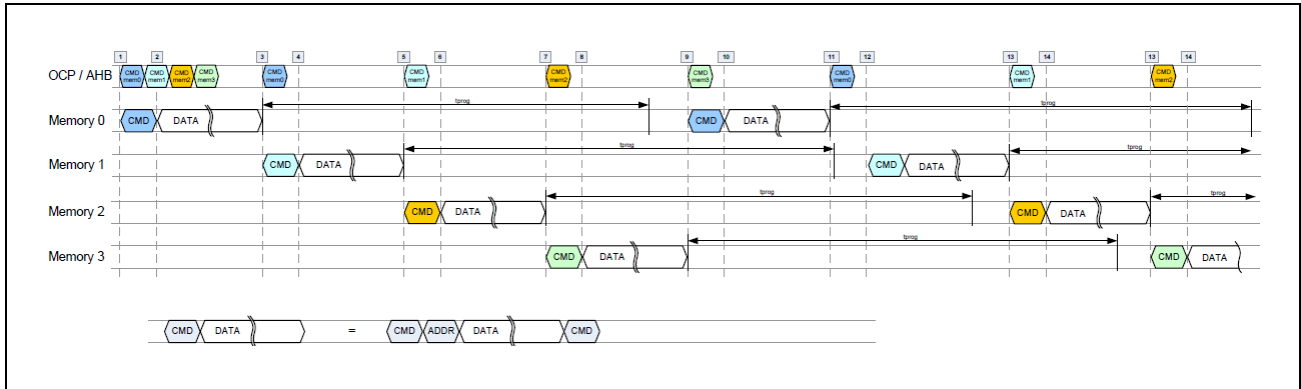 1 2 3 4 5 6 7 8 9 10 11 12 13 14 13 14
OCP / AHB CMD mem0 CMD mem1 CMD mem2 CMD mem3 CMD mem0 CMD mem1 CMD mem2 CMD mem3 CMD mem0 CMD mem1 CMD mem2
tprog tprog
Memory 0 CMD DATA CMD DATA
tprog tprog
Memory 1 CMD DATA CMD DATA
tprog tprog
Memory 2 CMD DATA CMD DATA
tprog
Memory 3 CMD DATA CMD DATA
CMD DATA = CMD ADDR DATA CMD